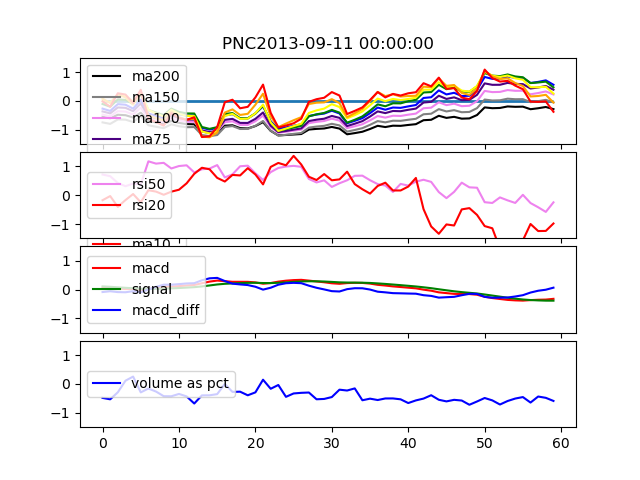 PNC2013-09-11 00:00:00
1
0
−1
ma200
ma150
ma100
ma75
1
0
−1
rsi50
rsi20
ma10
1
0
−1
macd
signal
macd_diff
1
0
−1
volume as pct
0 10 20 30 40 50 60